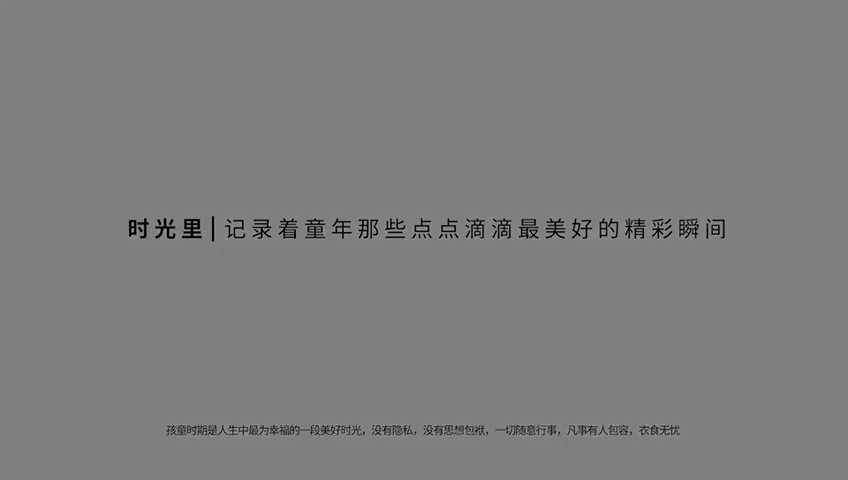 时光里|记录着童年那些点点滴滴最美好的精彩瞬间
孩童时期是人生中最为幸福的一段美好时光，没有隐私，没有思想包袱，一切随意行事，凡事有人包容，衣食无忧